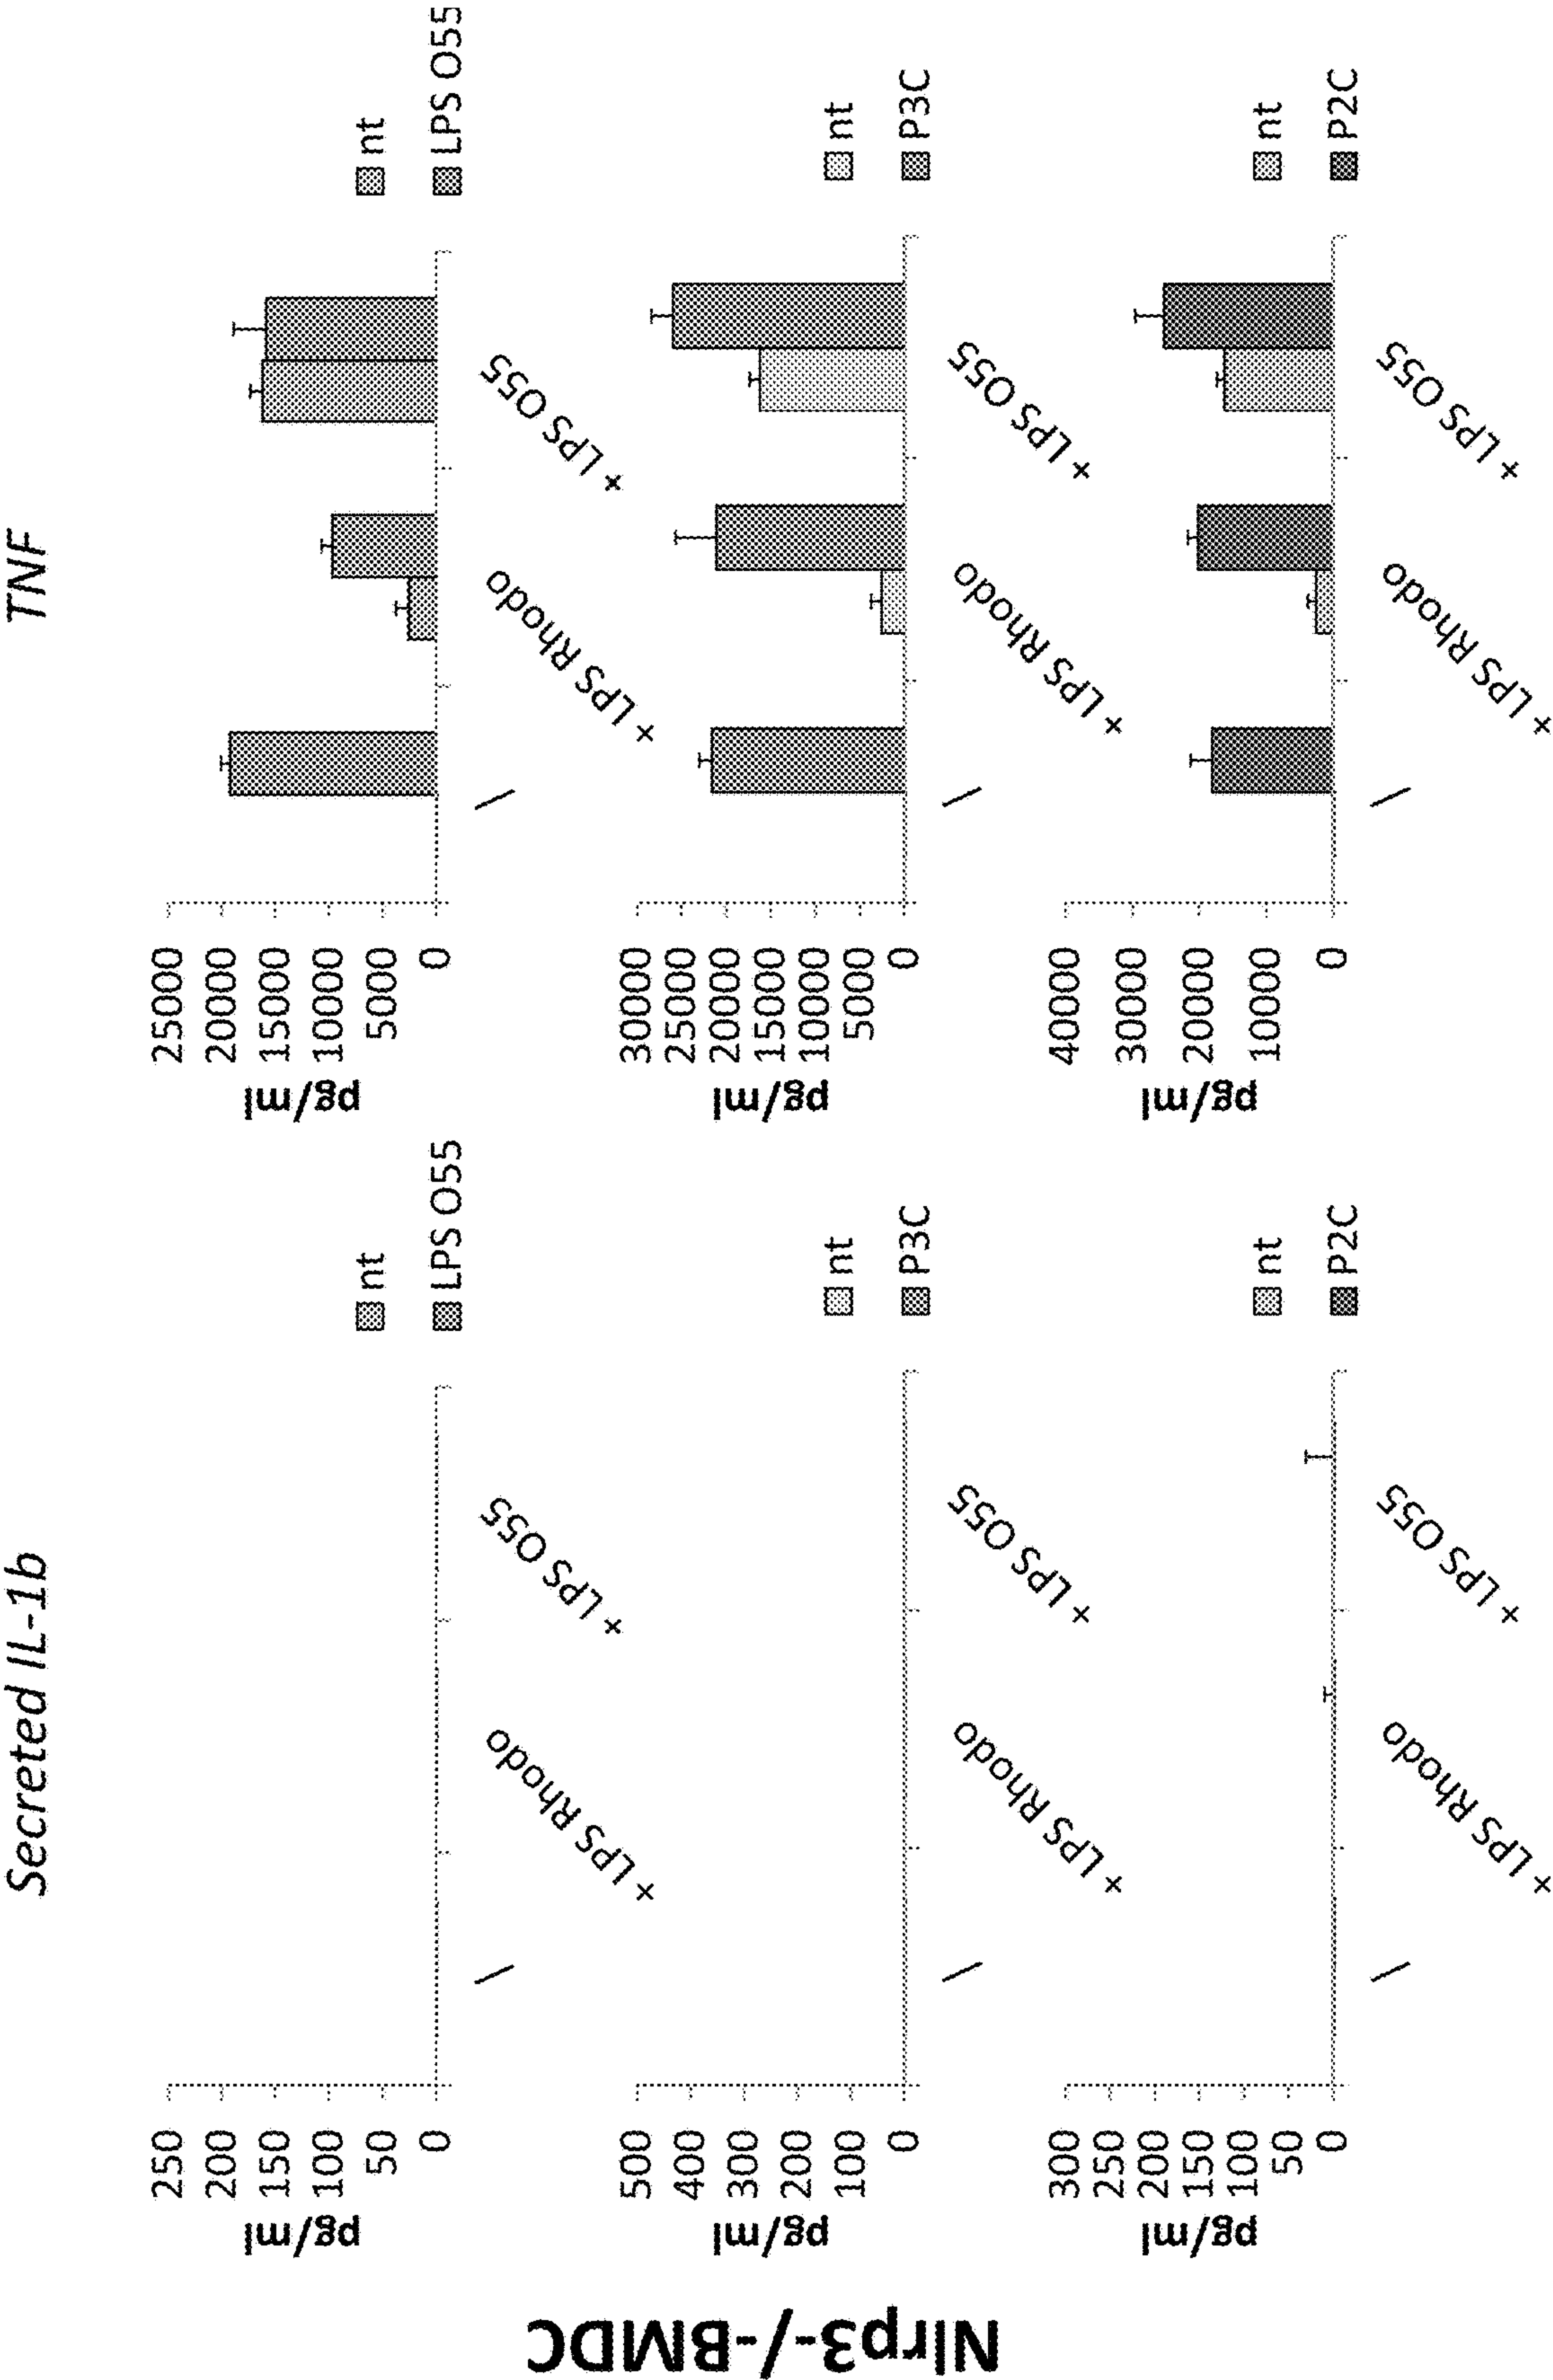 Nlrp3-/-BMDC
Secreted IL-1b
pg/ml
250
200
150
100
50
0
/
+ LPS Rhodo
+ LPS O55
nt
LPS O55
pg/ml
500
400
300
200
100
0
/
+ LPS Rhodo
+ LPS O55
nt
P3C
pg/ml
300
250
200
150
100
50
0
/
+ LPS Rhodo
+ LPS O55
nt
P2C
TNF
pg/ml
25000
20000
15000
10000
5000
0
/
+ LPS Rhodo
+ LPS O55
nt
LPS O55
pg/ml
30000
25000
20000
15000
10000
5000
0
/
+ LPS Rhodo
+ LPS O55
nt
P3C
pg/ml
40000
30000
20000
10000
0
/
+ LPS Rhodo
+ LPS O55
nt
P2C